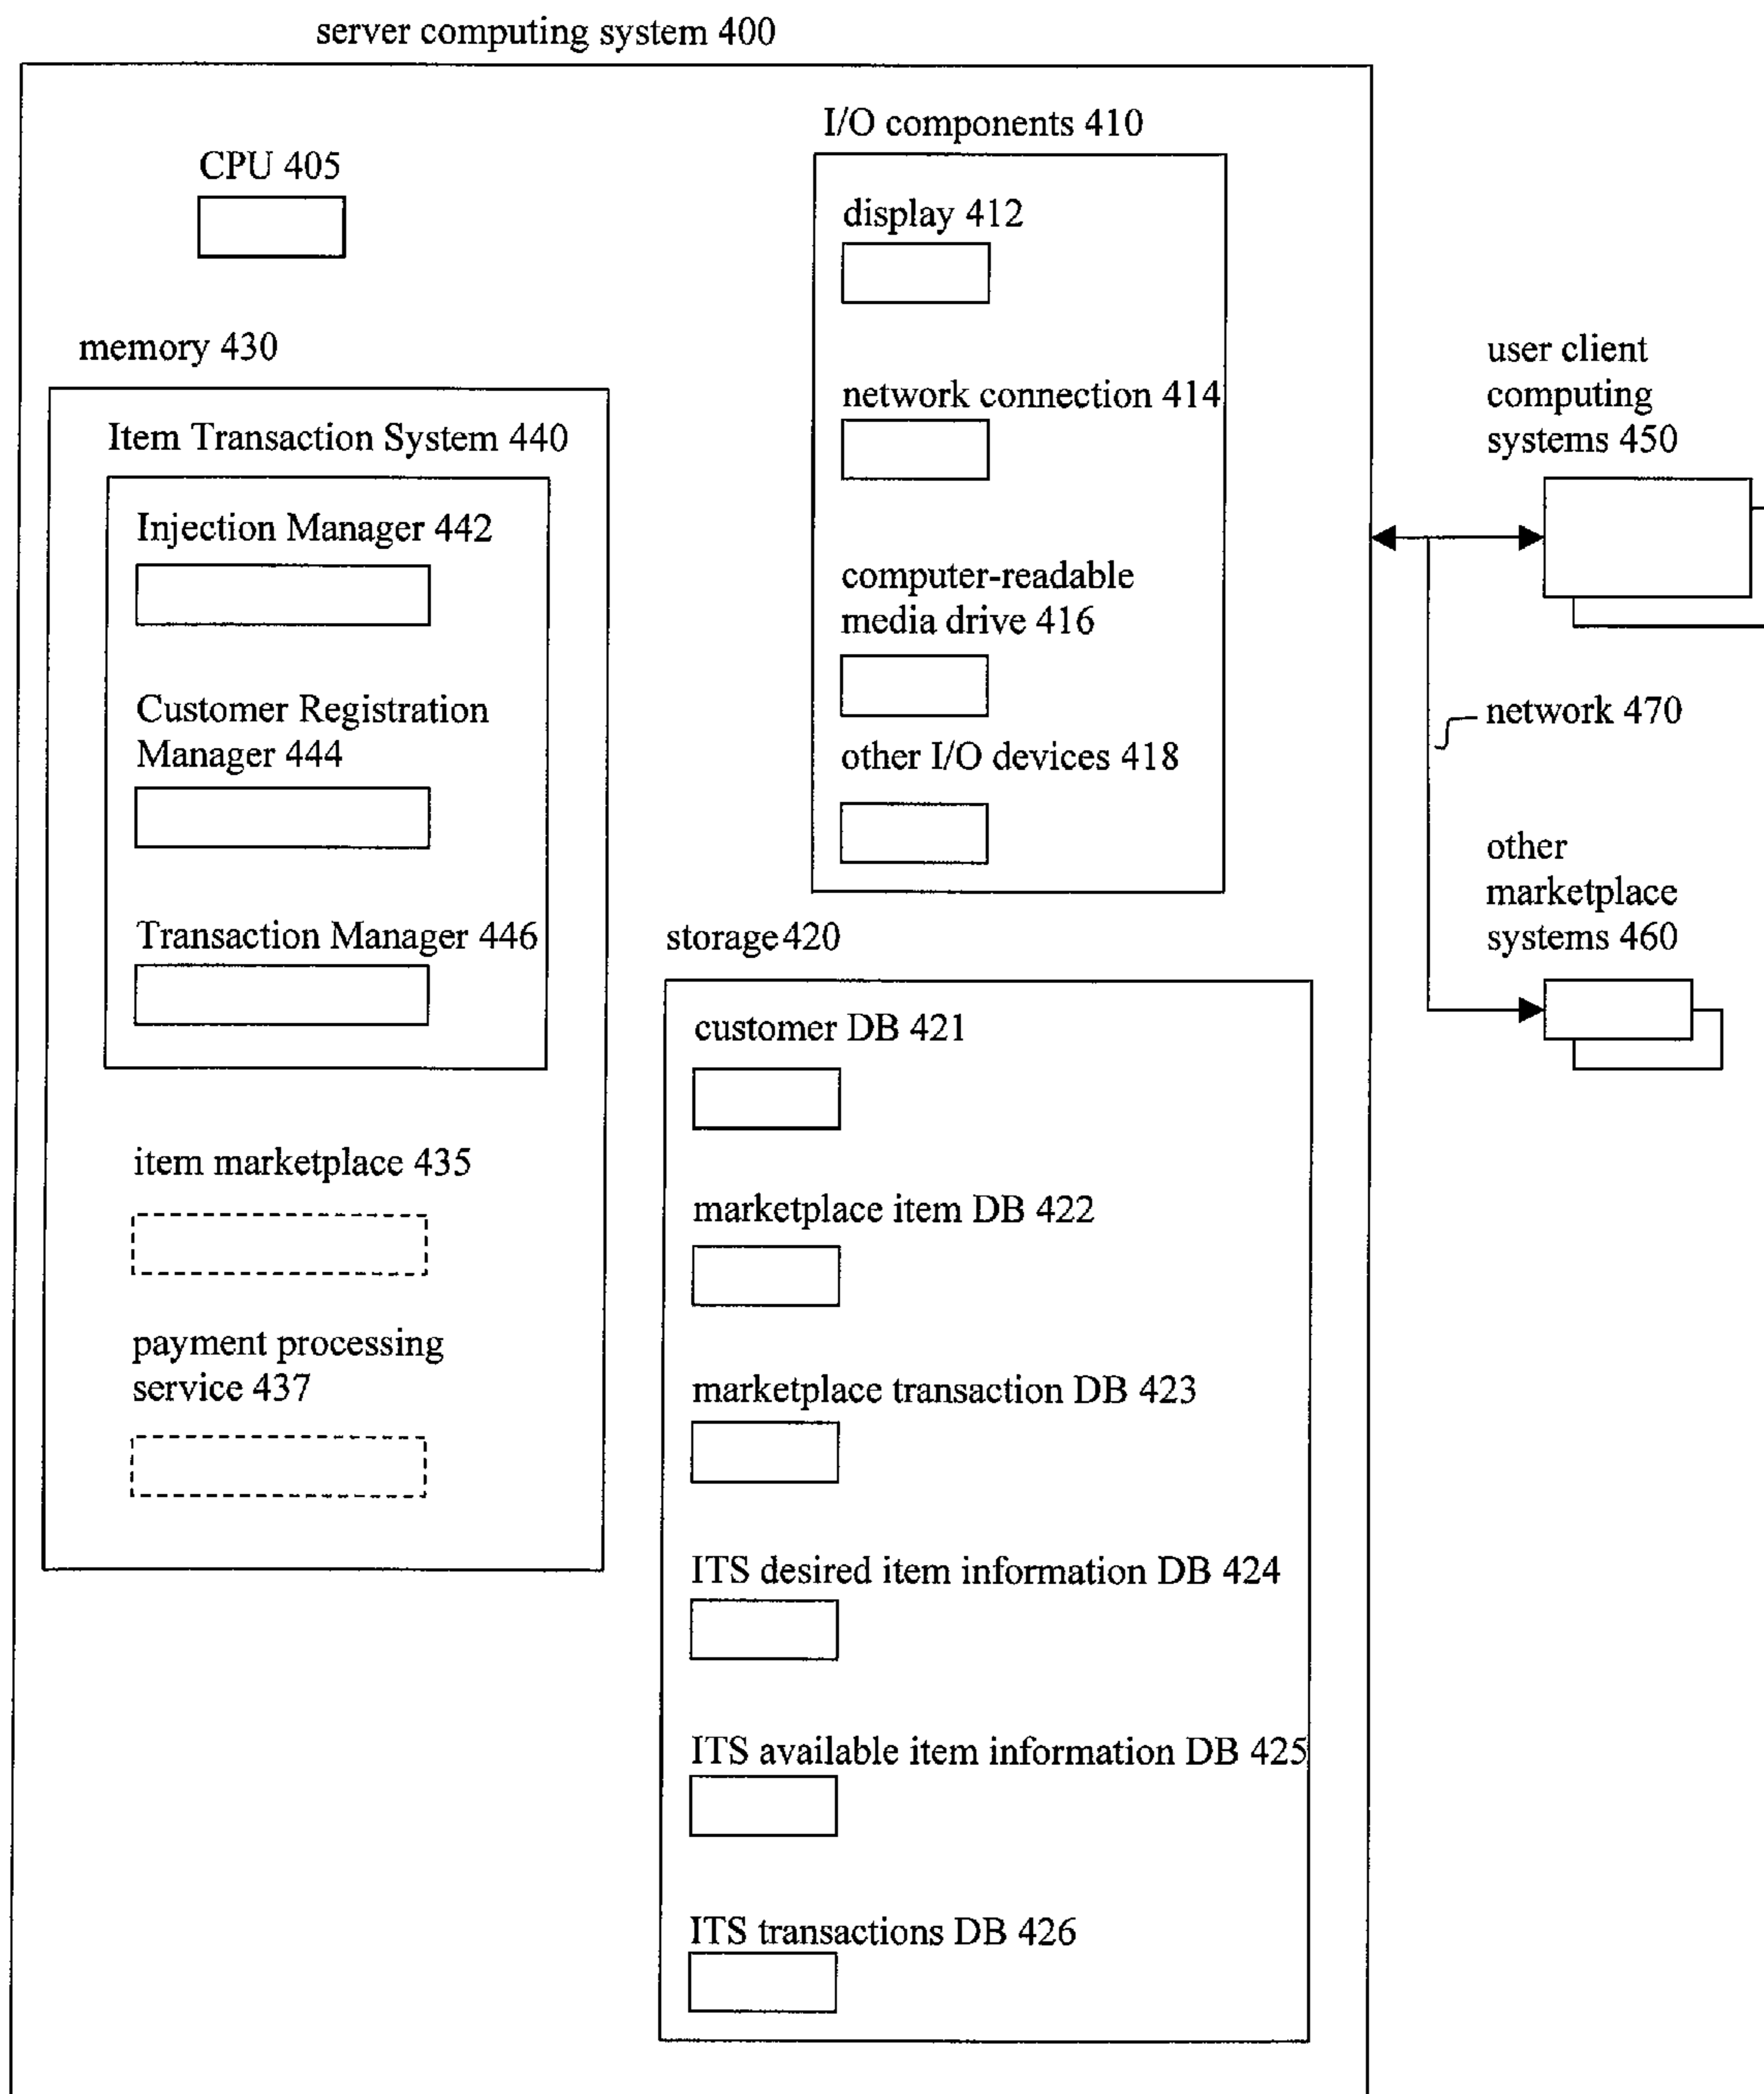 server computing system 400
CPU 405
memory 430
Item Transaction System 440
Injection Manager 442
Customer Registration
Manager 444
Transaction Manager 446
item marketplace 435
payment processing
service 437
I/O components 410
display 412
network connection 414
computer-readable
media drive 416
other I/O devices 418
storage 420
customer DB 421
marketplace item DB 422
marketplace transaction DB 423
ITS desired item information DB 424
ITS available item information DB 425
ITS transactions DB 426
user client
computing
systems 450
network 470
other
marketplace
systems 460